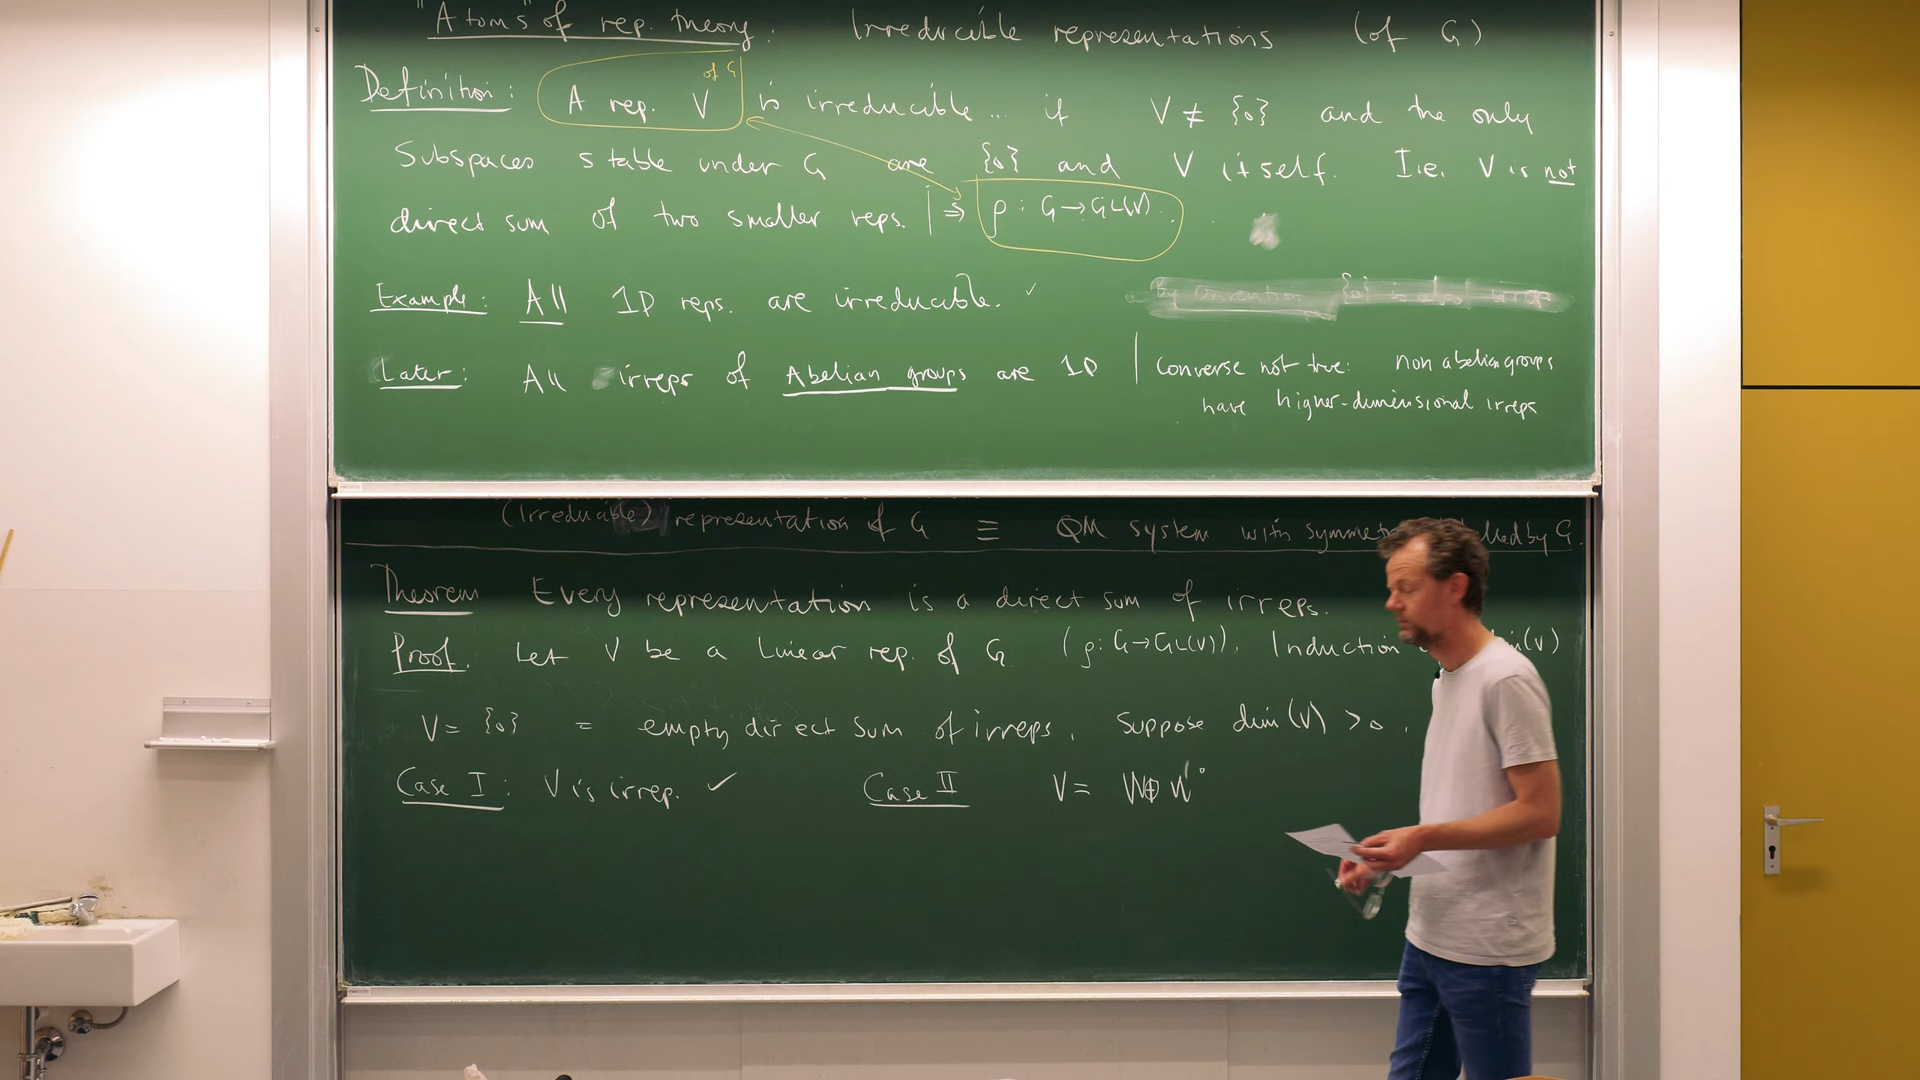 "Atoms" of rep. theory: Irreducible representations (of G)
of G
Definition: A rep. V is irreducible... if V ≠ {0} and the only
Subspaces stable under G are {0} and V itself. I.e. V is not
direct sum of two smaller reps. | ⇒ ρ : G → GL(V).
Example: All 1D reps. are irreducible. ✓
By convention {0} is
Later: All irreps of Abelian groups are 1D | Converse not true: non abelian groups
have higher-dimensional irreps
(Irreducible) representation of G ≡ QM system with symmet lled by G.
Theorem Every representation is a direct sum of irreps.
Proof. Let V be a linear rep. of G (ρ: G→GL(V)). Induction (V)
V = {0} = empty direct sum of irreps. Suppose dim(V) > 0.
Case I: V is irrep. ✓ Case II V = W ⊕ W'°